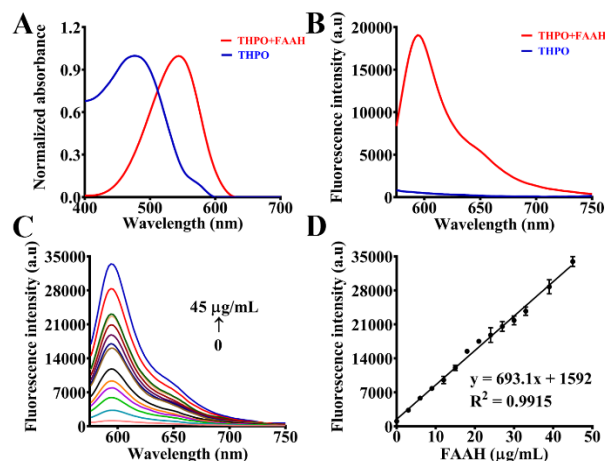 A
THPO+FAAH
THPO
Normalized absorbance
1.2
0.9
0.6
0.3
0.0
400 500 600 700
Wavelength (nm)
B
THPO+FAAH
THPO
Fluorescence intensity (a.u)
20000
15000
10000
5000
0
600 650 700 750
Wavelength (nm)
C
Fluorescence intensity (a.u)
35000
28000
21000
14000
7000
0
45 μg/mL
↑
0
600 650 700 750
Wavelength (nm)
D
Fluorescence intensity (a.u)
35000
28000
21000
14000
7000
0
y = 693.1x + 1592
R² = 0.9915
0 10 20 30 40 50
FAAH (μg/mL)